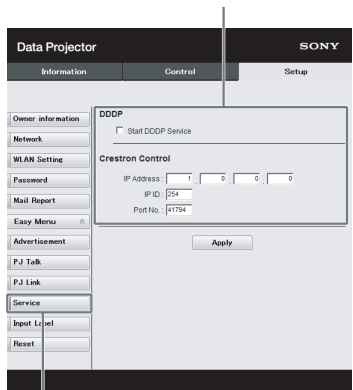 Data Projector
SONY
Information
Control
Setup
Owner information
Network
WLAN Setting
Password
Mail Report
Easy Menu
Advertisement
PJ Talk
PJ Link
Service
Input Label
Reset
DDDP
Start DDDP Service
Crestron Control
IP Address : 1 . 0 . 0 . 0
IP ID : 254
Port No. : 41794
Apply